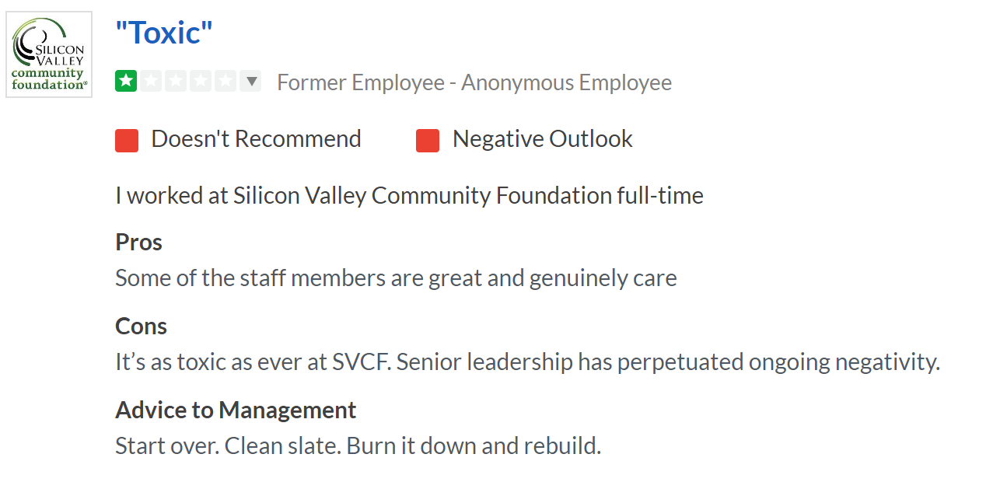 SILICON
VALLEY
community
foundation®
"Toxic"
Former Employee - Anonymous Employee
Doesn't Recommend
Negative Outlook
I worked at Silicon Valley Community Foundation full-time
Pros
Some of the staff members are great and genuinely care
Cons
It’s as toxic as ever at SVCF. Senior leadership has perpetuated ongoing negativity.
Advice to Management
Start over. Clean slate. Burn it down and rebuild.